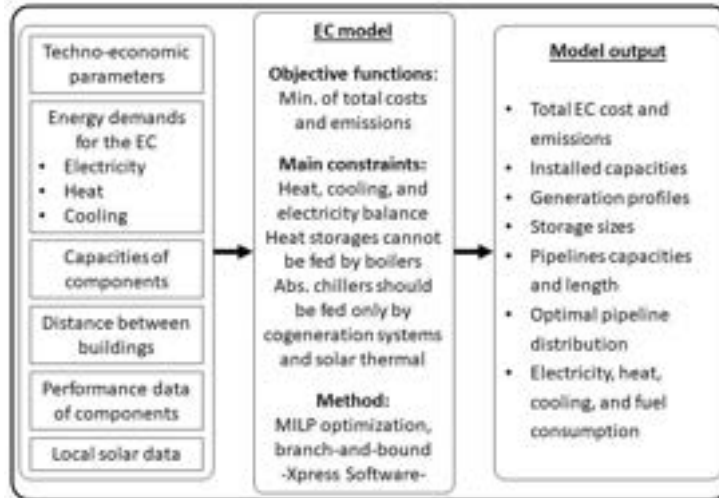 Techno-economic
parameters
Energy demands
for the EC
• Electricity
• Heat
• Cooling
Capacities of
components
Distance between
buildings
Performance data
of components
Local solar data
EC model
Objective functions:
Min. of total costs
and emissions
Main constraints:
Heat, cooling, and
electricity balance
Heat storages cannot
be fed by boilers
Abs. chillers should
be fed only by
cogeneration systems
and solar thermal
Method:
MILP optimization,
branch-and-bound
-Xpress Software-
Model output
• Total EC cost and
emissions
• Installed capacities
• Generation profiles
• Storage sizes
• Pipelines capacities
and length
• Optimal pipeline
distribution
• Electricity, heat,
cooling, and fuel
consumption